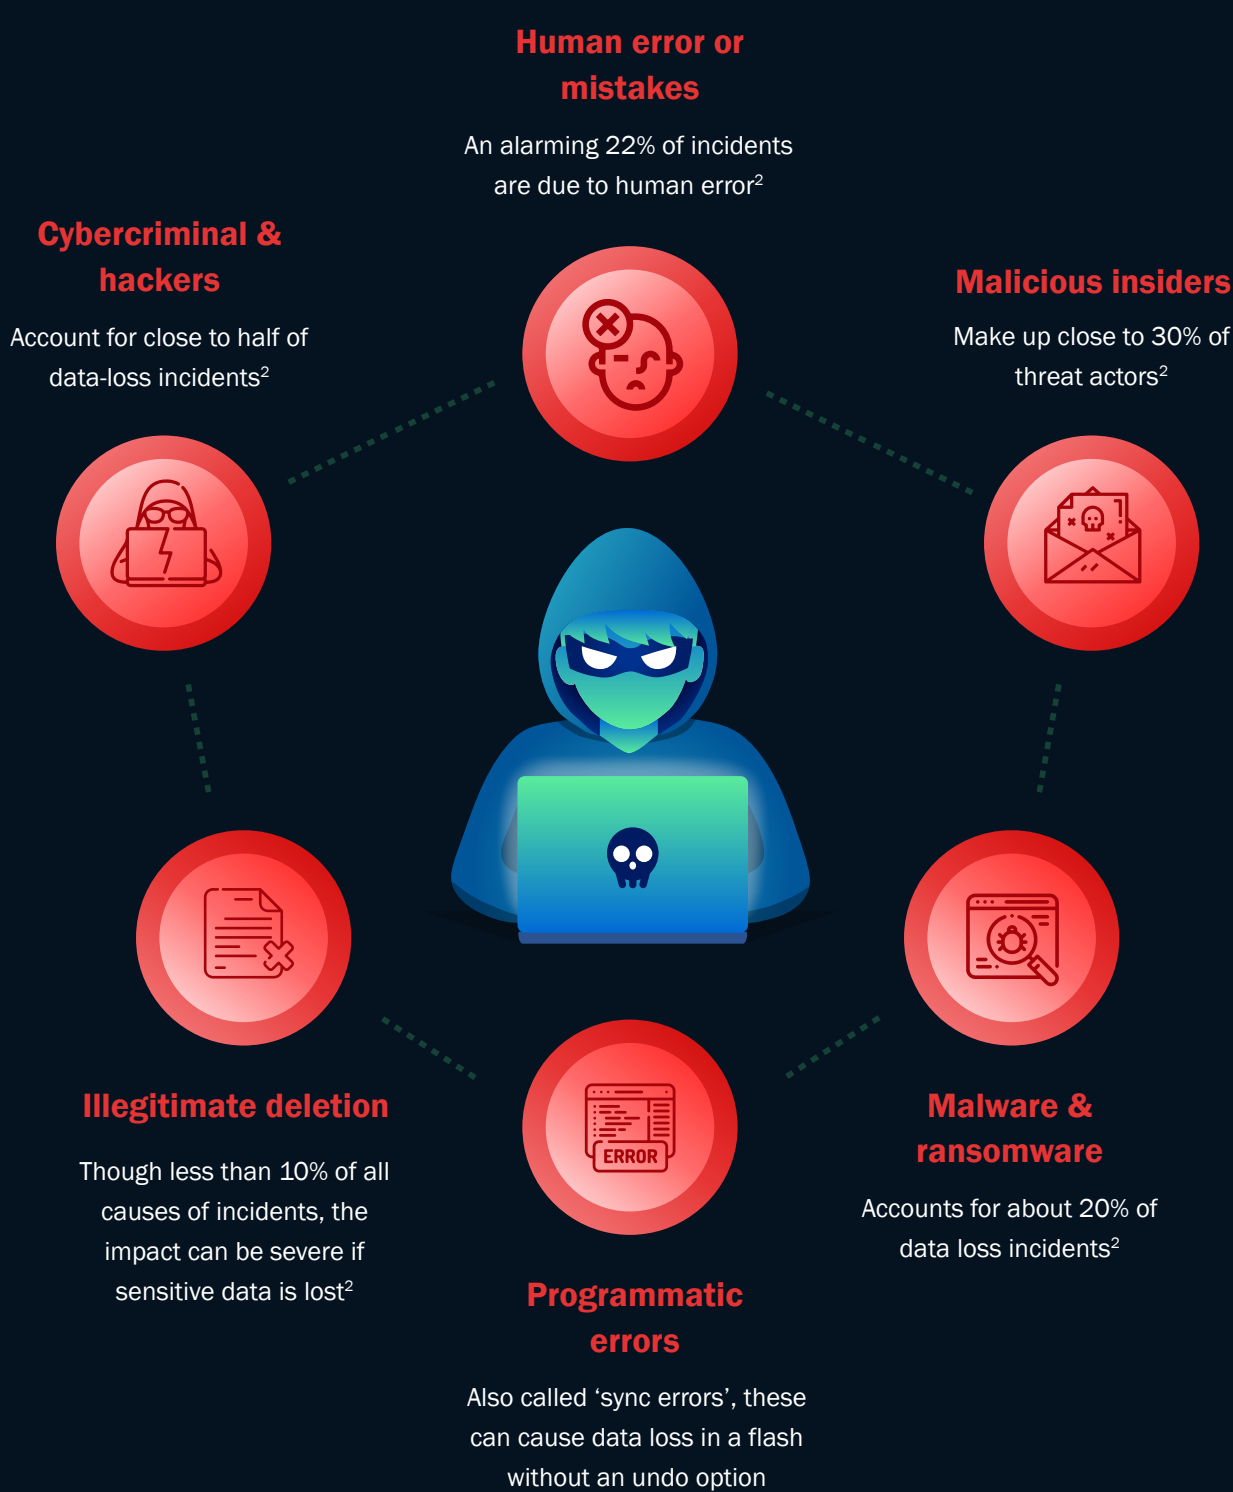 Human error or
mistakes
An alarming 22% of incidents
are due to human error²
Cybercriminal &
hackers
Account for close to half of
data-loss incidents²
Malicious insiders
Make up close to 30% of
threat actors²
ERROR
Illegitimate deletion
Though less than 10% of all
causes of incidents, the
impact can be severe if
sensitive data is lost²
Malware &
ransomware
Accounts for about 20% of
data loss incidents²
Programmatic
errors
Also called ‘sync errors’, these
can cause data loss in a flash
without an undo option